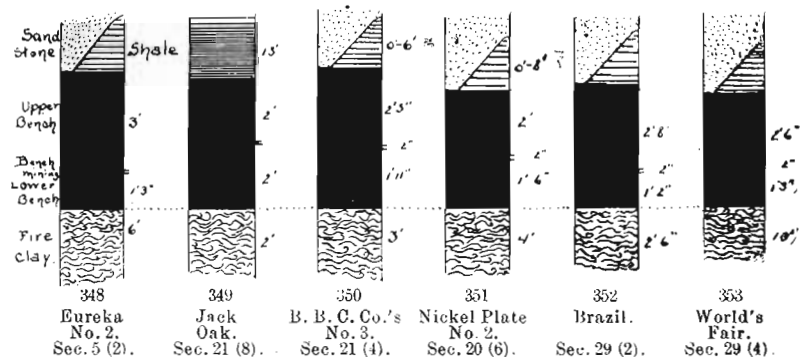 Sand
Stone
Shale
Upper
Bench
Bench
mining
Lower
Bench
Fire
Clay.
3'
1'3"
6'
13'
2'
2'
2'
0-6'
2'5"
2"
1'11"
3'
0-8'
2'
2"
1'6"
4'
2'8"
2"
1'2"
2'6"
2'6"
2"
1'3"
348
Eureka
No. 2.
Sec. 5 (2).
349
Jack
Oak.
Sec. 21 (8).
350
B. B. C. Co.'s
No. 3.
Sec. 21 (4).
351
Nickel Plate
No. 2.
Sec. 20 (6).
352
Brazil.
Sec. 29 (2).
353
World's
Fair.
Sec. 29 (4).